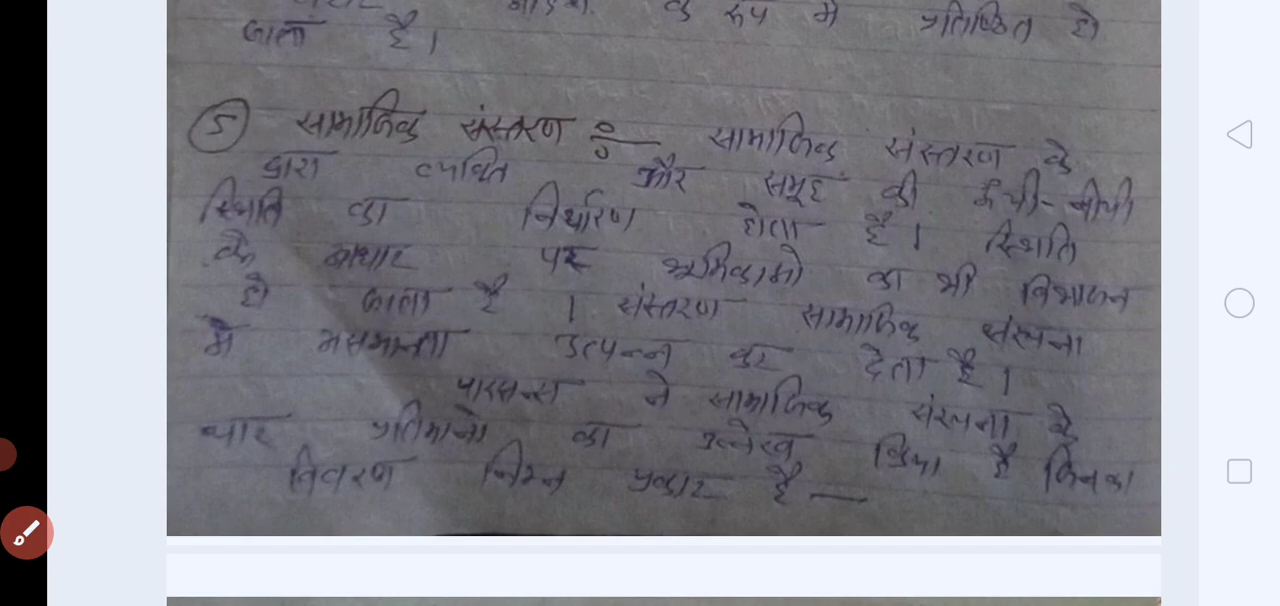 के रूप में प्रतिष्ठित हो
जाता है।
(5) सामाजिक संस्तरण ÷ सामाजिक संस्तरण के
द्वारा व्यक्ति और समूह की ऊँची-नीची
स्थिति का निर्धारण होता है। स्थिति
के आधार पर भूमिकाओ का भी विभाजन
हो जाता है। संस्तरण सामाजिक संरचना
मे असमानता उत्पन्न कर देता है।
पारसन्स ने सामाजिक संरचना के
चार प्रतिमानो का उल्लेख किया है जिनका
विवरण निम्न प्रकार है —